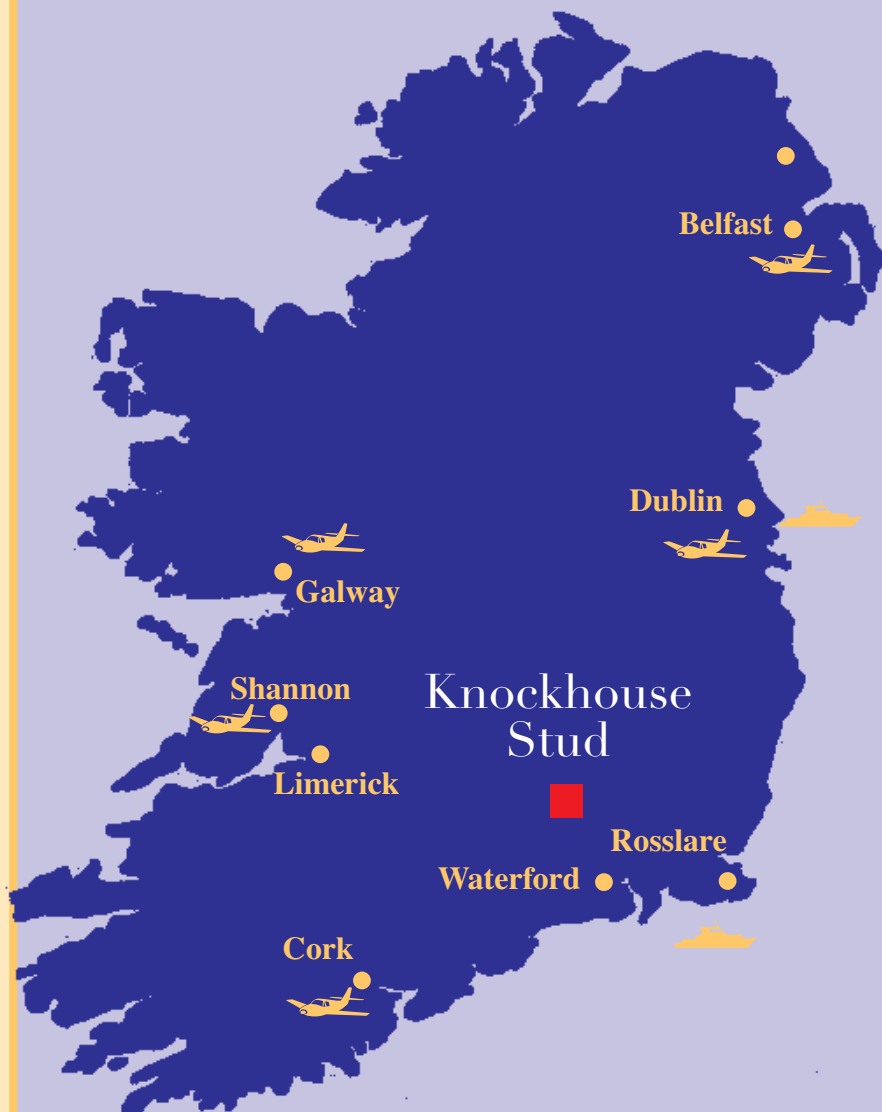 Belfast
Dublin
Galway
Knockhouse
Stud
Shannon
Limerick
Rosslare
Waterford
Cork